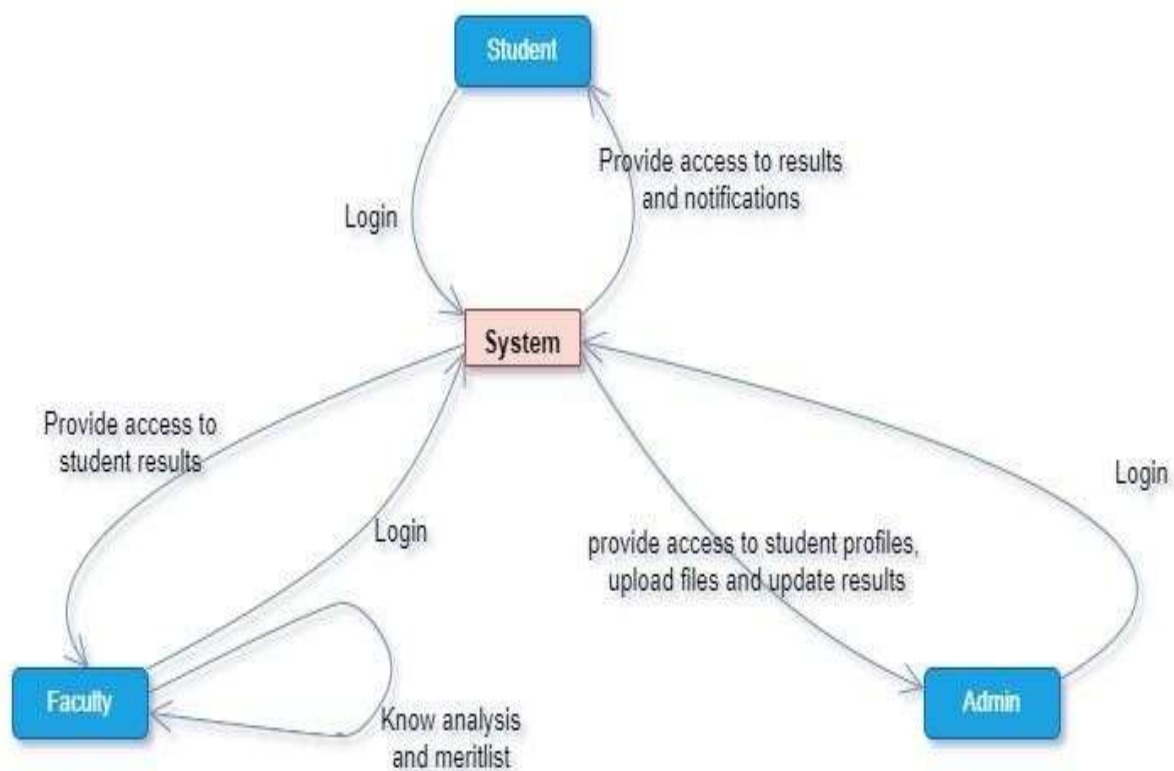 Student
Provide access to results
and notifications
Login
System
Provide access to
student results
Login
Login
provide access to student profiles,
upload files and update results
Faculty
Admin
Know analysis
and meritlist